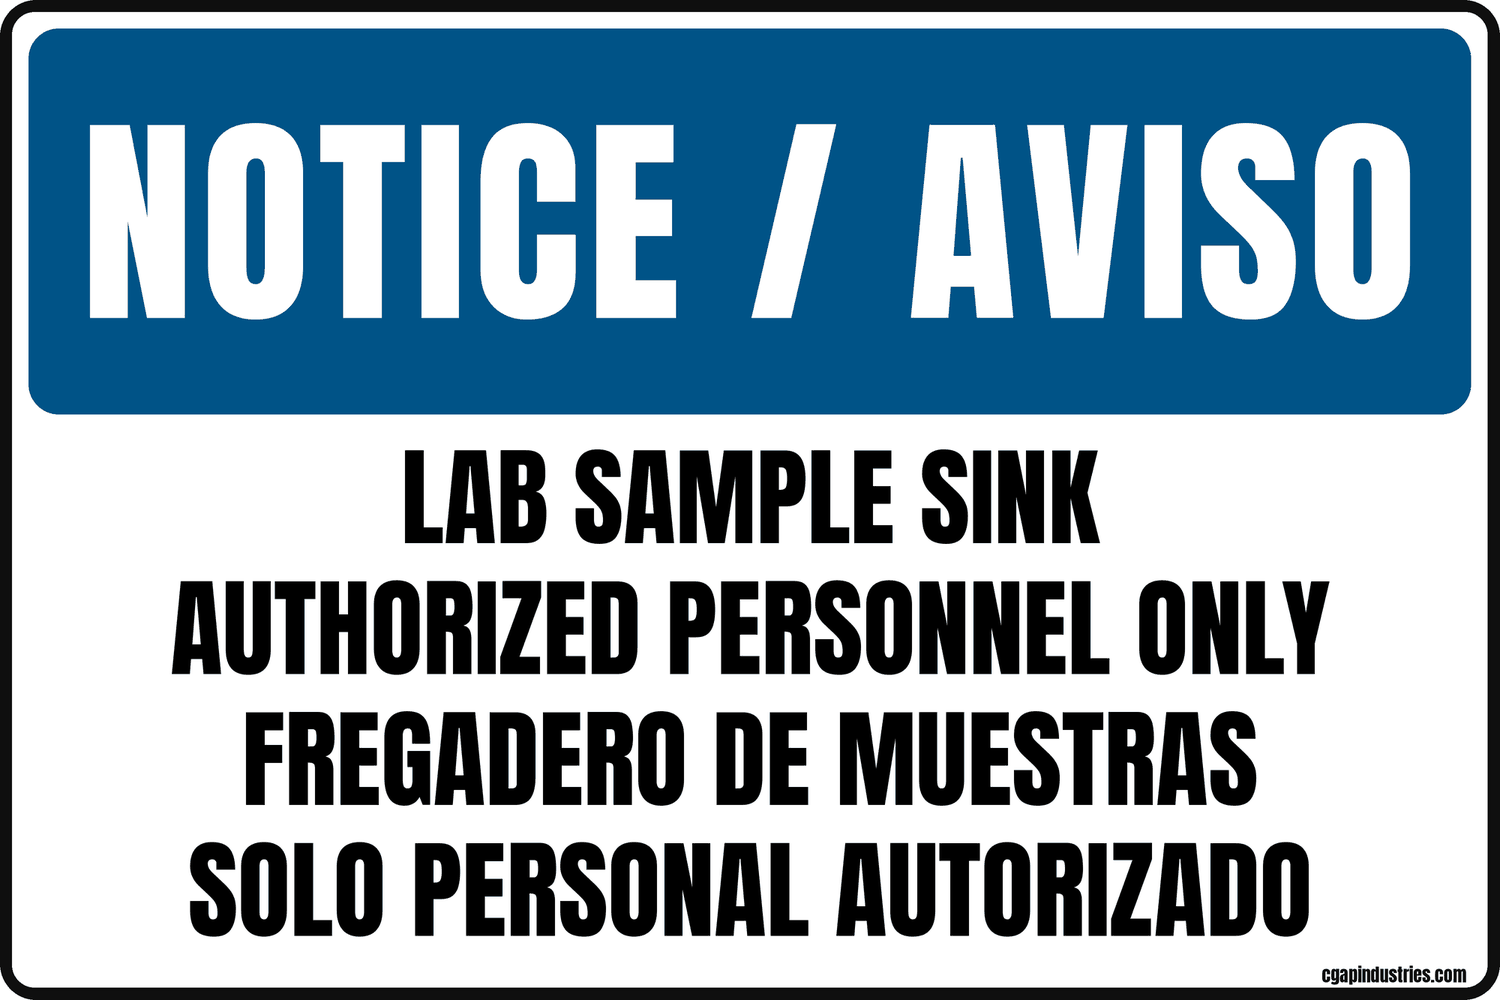 NOTICE / AVISO
LAB SAMPLE SINK
AUTHORIZED PERSONNEL ONLY
FREGADERO DE MUESTRAS
SOLO PERSONAL AUTORIZADO
cgapindustries.com